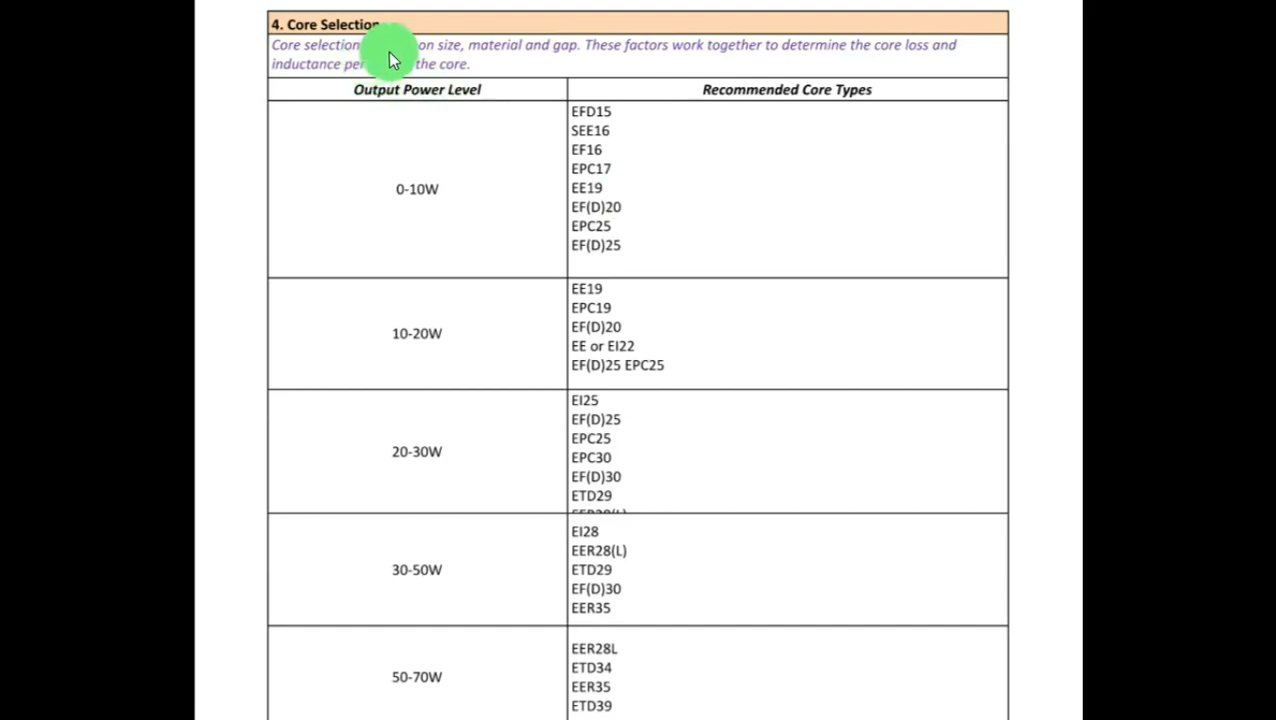 4. Core Selection
Core selection on size, material and gap. These factors work together to determine the core loss and
inductance the core.
Output Power Level
Recommended Core Types
0-10W
EFD15
SEE16
EF16
EPC17
EE19
EF(D)20
EPC25
EF(D)25
10-20W
EE19
EPC19
EF(D)20
EE or EI22
EF(D)25 EPC25
20-30W
EI25
EF(D)25
EPC25
EPC30
EF(D)30
ETD29
30-50W
EI28
EER28(L)
ETD29
EF(D)30
EER35
50-70W
EER28L
ETD34
EER35
ETD39